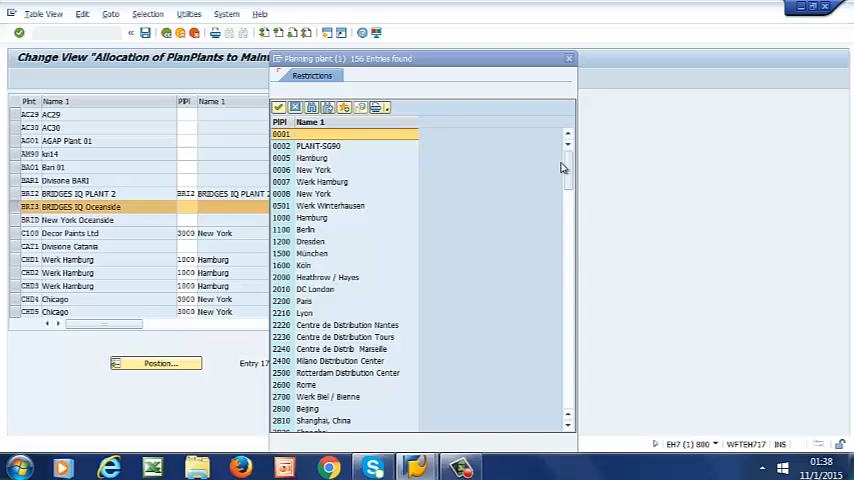 Table View Edit Goto Selection Utilities System Help
Change View "Allocation of PlanPlants to Main
Planning plant (1) 156 Entries found
Restrictions
Plnt Name 1 PlPl Name 1
AC29 AC29
AC30 AC30
AG01 AGAP Plant 01
AM90 kri14
BA01 Bari 01
BAR1 Divisone BARI
BRI2 BRIDGES IQ PLANT 2 BRI2 BRIDGES IQ PLANT
BRI3 BRIDGES IQ Oceanside
BRID New York Oceanside
C100 Decor Paints Ltd 3000 New York
CAI1 Divisione Catania
CHD1 Werk Hamburg 1000 Hamburg
CHD2 Werk Hamburg 1000 Hamburg
CHD3 Werk Hamburg 1000 Hamburg
CHD4 Chicago 3000 New York
CHD5 Chicago 3000 New York
Position...
Entry 17
PlPl Name 1
0001
0002 PLANT-SG90
0005 Hamburg
0006 New York
0007 Werk Hamburg
0008 New York
0501 Werk Winterhausen
1000 Hamburg
1100 Berlin
1200 Dresden
1500 München
1600 Köln
2000 Heathrow / Hayes
2010 DC London
2200 Paris
2210 Lyon
2220 Centre de Distribution Nantes
2230 Centre de Distribution Tours
2240 Centre de Distrib Marseille
2400 Milano Distribution Center
2500 Rotterdam Distribution Center
2600 Rome
2700 Werk Biel / Bienne
2800 Beijing
2810 Shanghai, China
EH7 (1) 800 WFTEH717 INS
01:38
11/1/2015